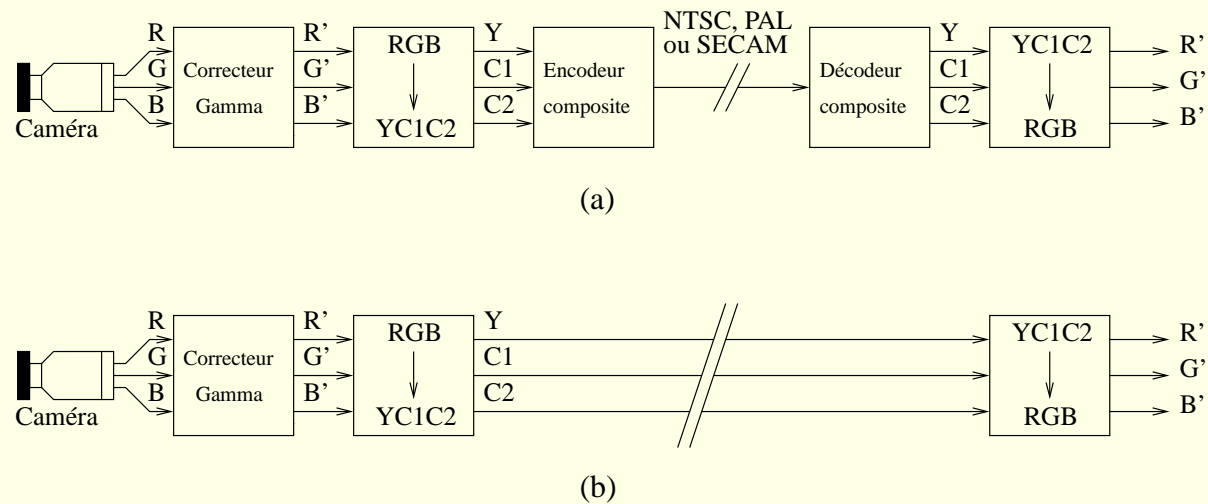 NTSC, PAL
ou SECAM
R
G
B
Caméra
Correcteur
Gamma
R’
G’
B’
RGB
YC1C2
Y
C1
C2
Encodeur
composite
Décodeur
composite
Y
C1
C2
YC1C2
RGB
R’
G’
B’
(a)
R
G
B
Caméra
Correcteur
Gamma
R’
G’
B’
RGB
YC1C2
Y
C1
C2
YC1C2
RGB
R’
G’
B’
(b)